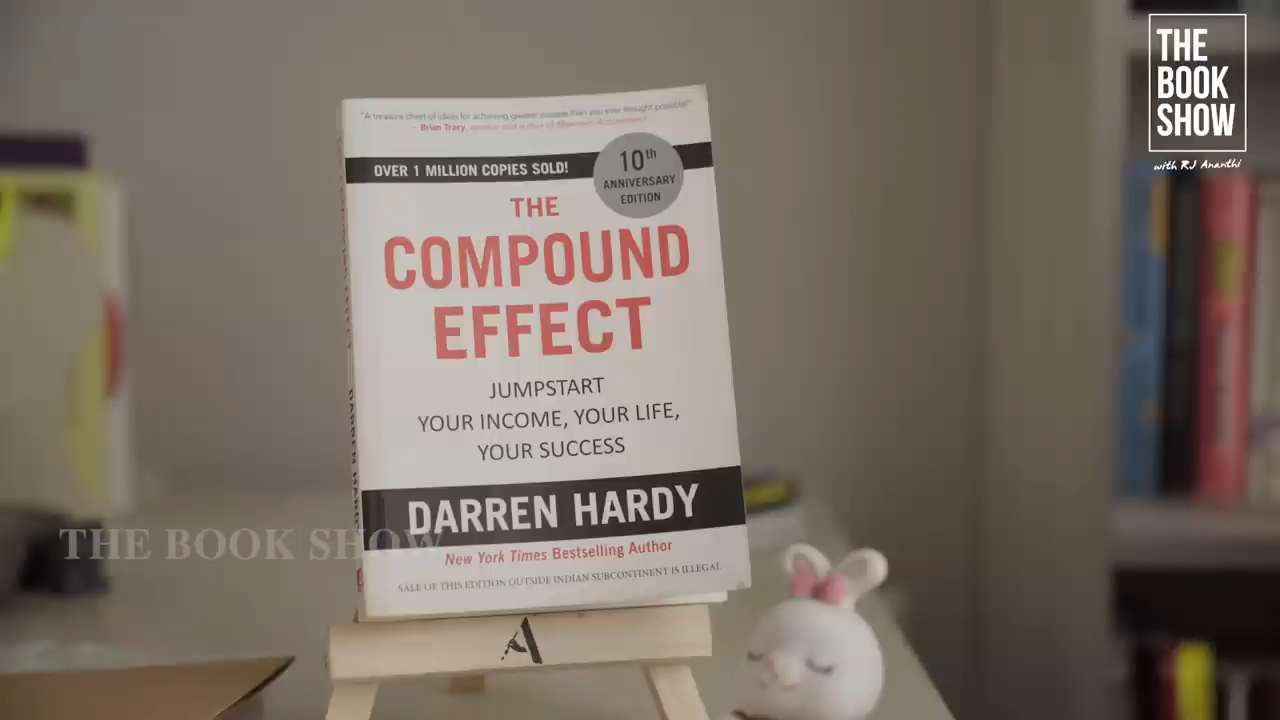 "A treasure chest of ideas for achieving greater success than you ever thought possible!"
Brian Tracy,
OVER 1 MILLION COPIES SOLD!
10th
ANNIVERSARY
EDITION
THE
COMPOUND
EFFECT
JUMPSTART
YOUR INCOME, YOUR LIFE,
YOUR SUCCESS
DARREN HARDY
New York Times Bestselling Author
SALE OF THIS EDITION OUTSIDE INDIAN SUBCONTINENT IS ILLEGAL
THE BOOK SHOW
THE
BOOK
SHOW
with RJ Ananthi